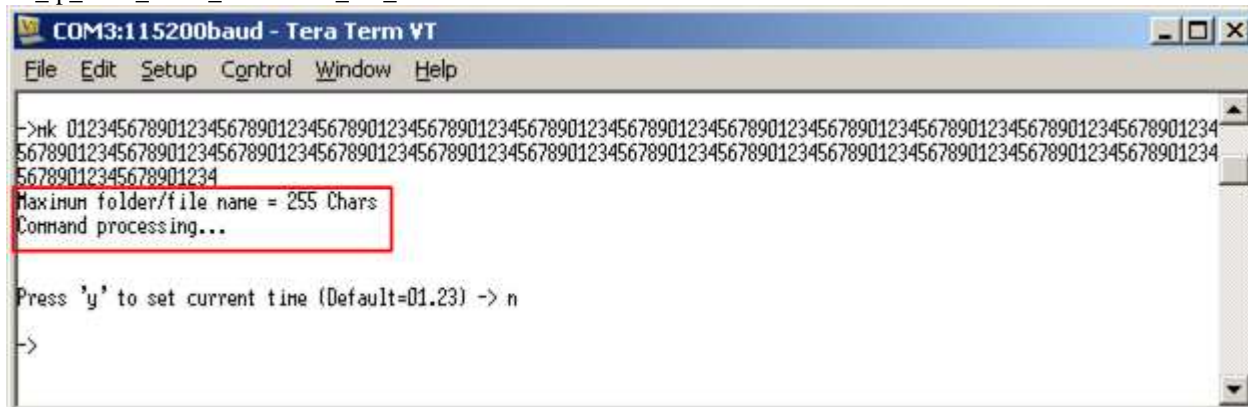 COM3:115200baud - Tera Term VT
File Edit Setup Control Window Help
->mk 0123456789012345678901234567890123456789012345678901234567890123456789012345678901234567890123456789012345678901234
567890123456789012345678901234567890123456789012345678901234567890123456789012345678901234567890123456789012345678901234
56789012345678901234
Maximum folder/file name = 255 Chars
Command processing...
Press 'y' to set current time (Default=01.23) -> n
->